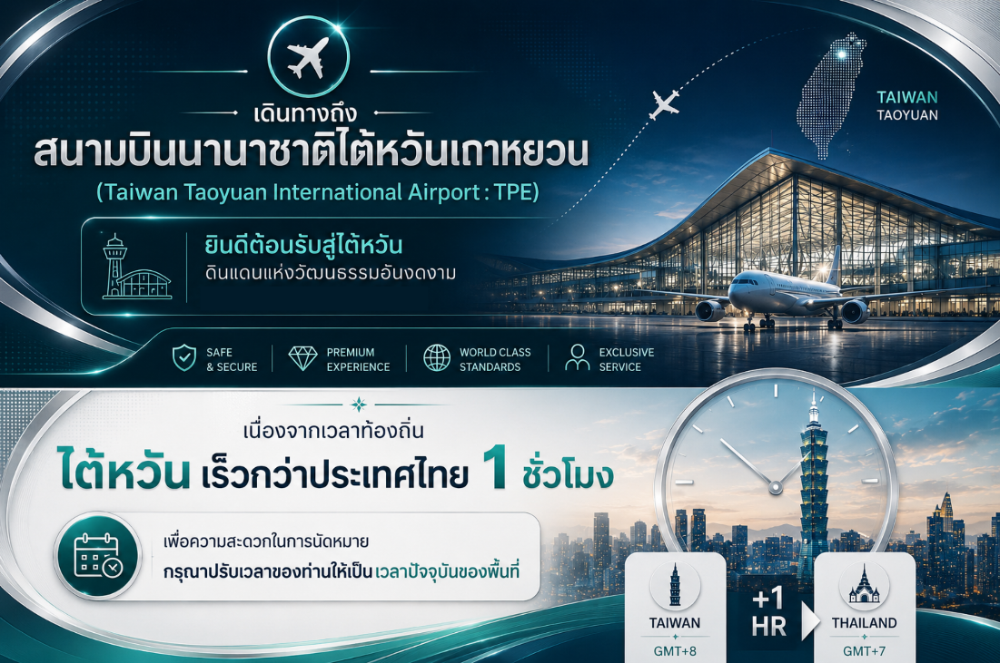 TAIWAN
TAOYUAN
เดินทางถึง
สนามบินนานาชาติไต้หวันเถาหยวน
(Taiwan Taoyuan International Airport : TPE)
ยินดีต้อนรับสู่ไต้หวัน
ดินแดนแห่งวัฒนธรรมอันงดงาม
SAFE
& SECURE
PREMIUM
EXPERIENCE
WORLD CLASS
STANDARDS
EXCLUSIVE
SERVICE
เนื่องจากเวลาท้องถิ่น
ไต้หวัน เร็วกว่าประเทศไทย 1 ชั่วโมง
เพื่อความสะดวกในการนัดหมาย
กรุณาปรับเวลาของท่านให้เป็น เวลาปัจจุบันของพื้นที่
TAIWAN
GMT+8
+1
HR
THAILAND
GMT+7